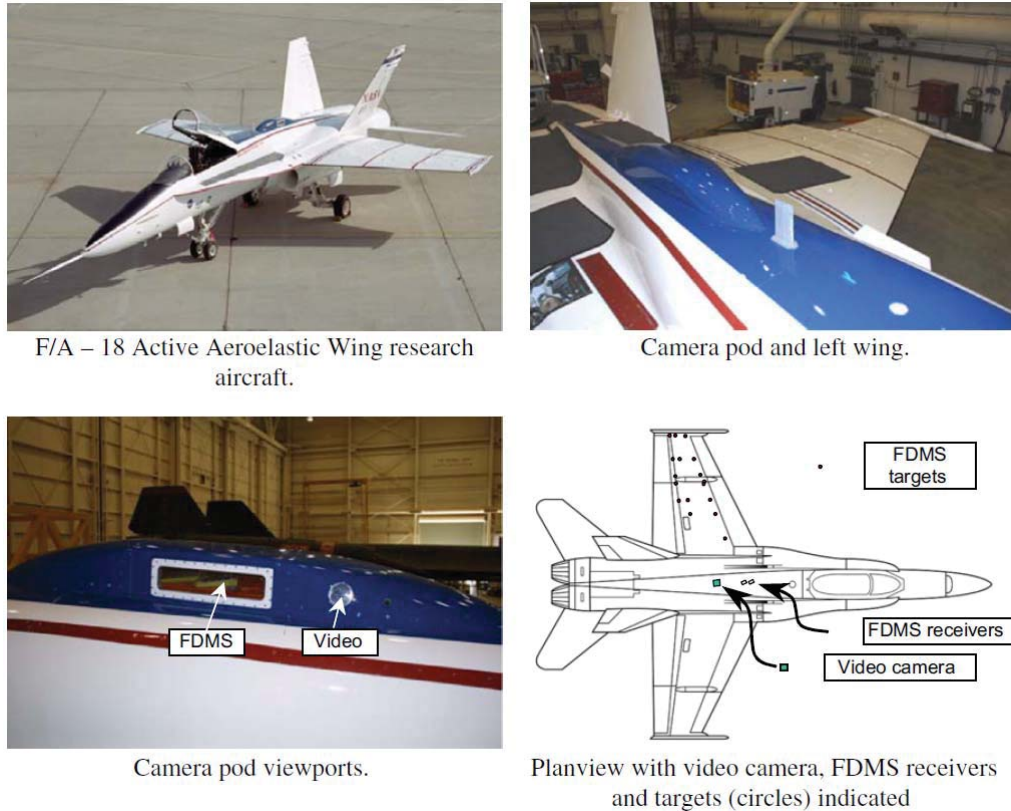 F/A – 18 Active Aeroelastic Wing research
aircraft.
Camera pod and left wing.
FDMS
Video
Camera pod viewports.
FDMS
targets
FDMS receivers
Video camera
Planview with video camera, FDMS receivers
and targets (circles) indicated